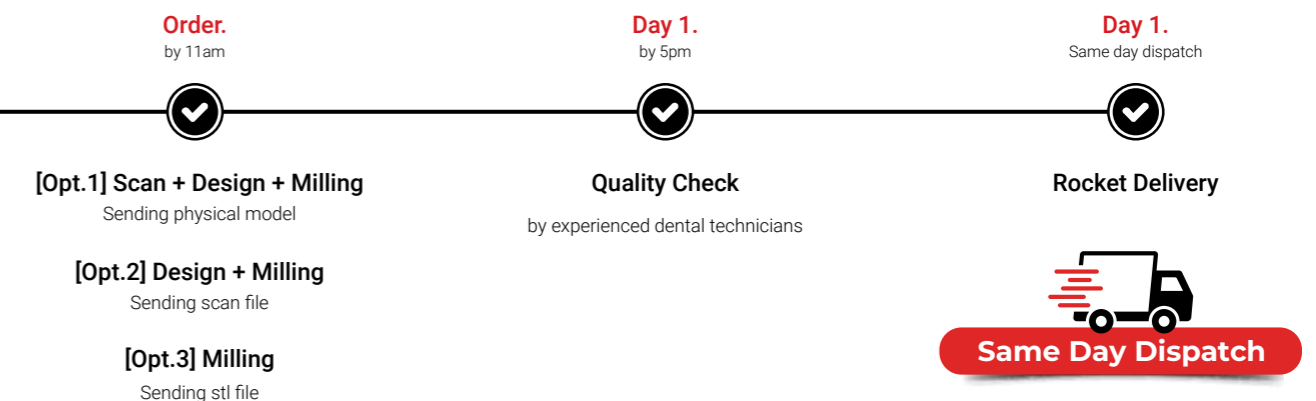 Order.
by 11am
[Opt.1] Scan + Design + Milling
Sending physical model
[Opt.2] Design + Milling
Sending scan file
[Opt.3] Milling
Sending stl file
Day 1.
by 5pm
Quality Check
by experienced dental technicians
Day 1.
Same day dispatch
Rocket Delivery
Same Day Dispatch